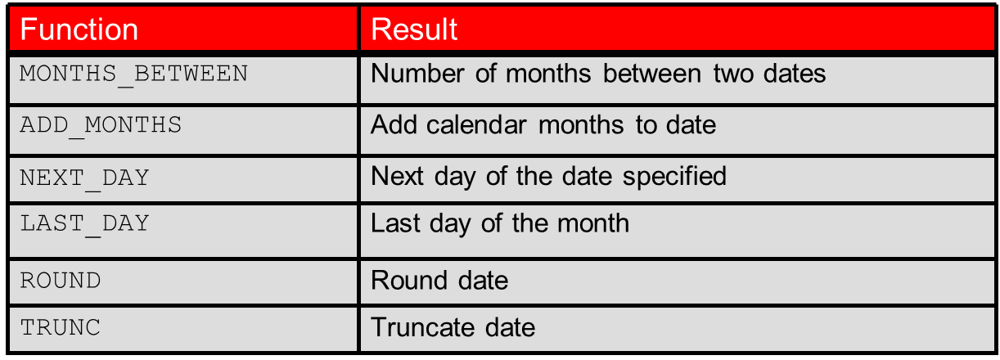 Function Result
MONTHS_BETWEEN Number of months between two dates
ADD_MONTHS Add calendar months to date
NEXT_DAY Next day of the date specified
LAST_DAY Last day of the month
ROUND Round date
TRUNC Truncate date